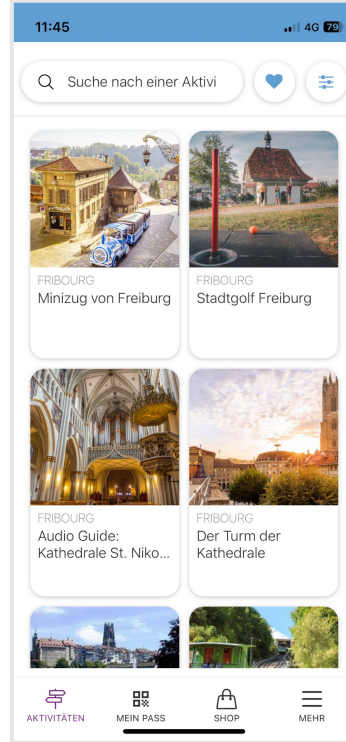 11:45
4G 79
Suche nach einer Aktivi
FRIBOURG
Minizug von Freiburg
FRIBOURG
Stadtgolf Freiburg
FRIBOURG
Audio Guide:
Kathedrale St. Niko...
FRIBOURG
Der Turm der
Kathedrale
AKTIVITÄTEN
MEIN PASS
SHOP
MEHR